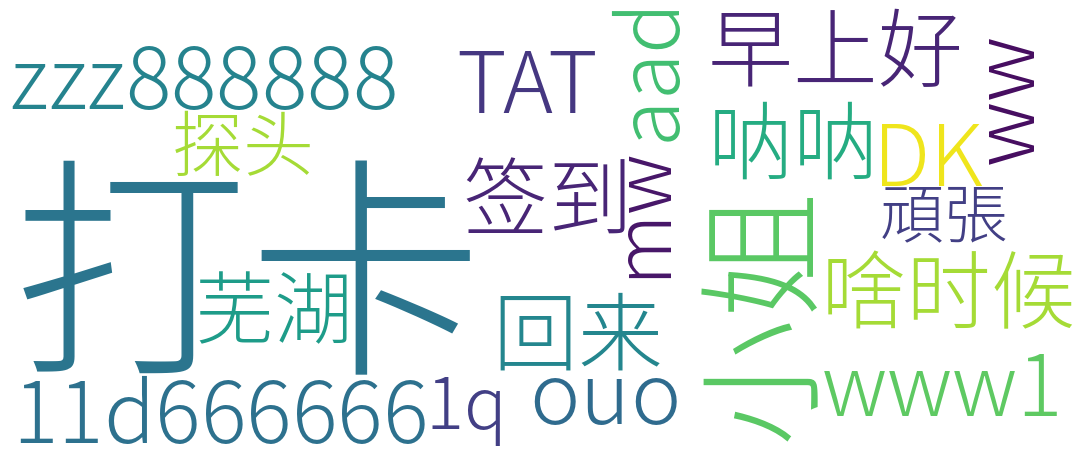 zzz888888
探头
打卡
芜湖
11d666666
1q
TAT
签到
回来
ouo
aad
mw
早上好
呐呐
DK
ww
頑張
小姐
啥时候
www1